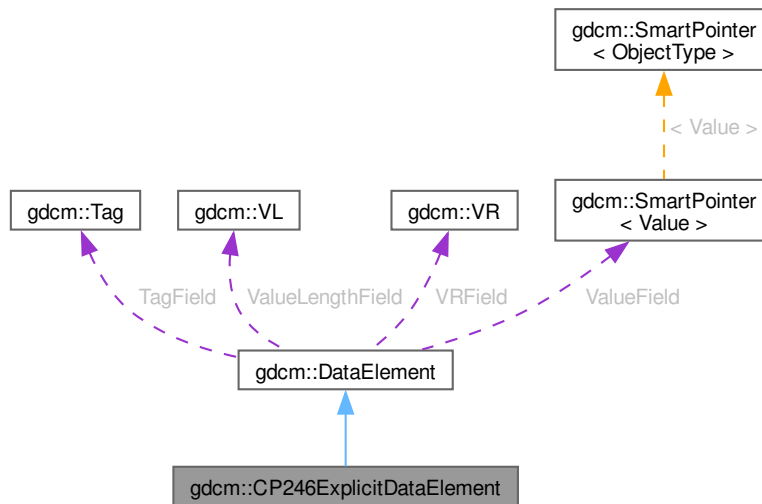 gdcm::SmartPointer
< ObjectType >
< Value >
gdcm::Tag
gdcm::VL
gdcm::VR
gdcm::SmartPointer
< Value >
TagField
ValueLengthField
VRField
ValueField
gdcm::DataElement
gdcm::CP246ExplicitDataElement